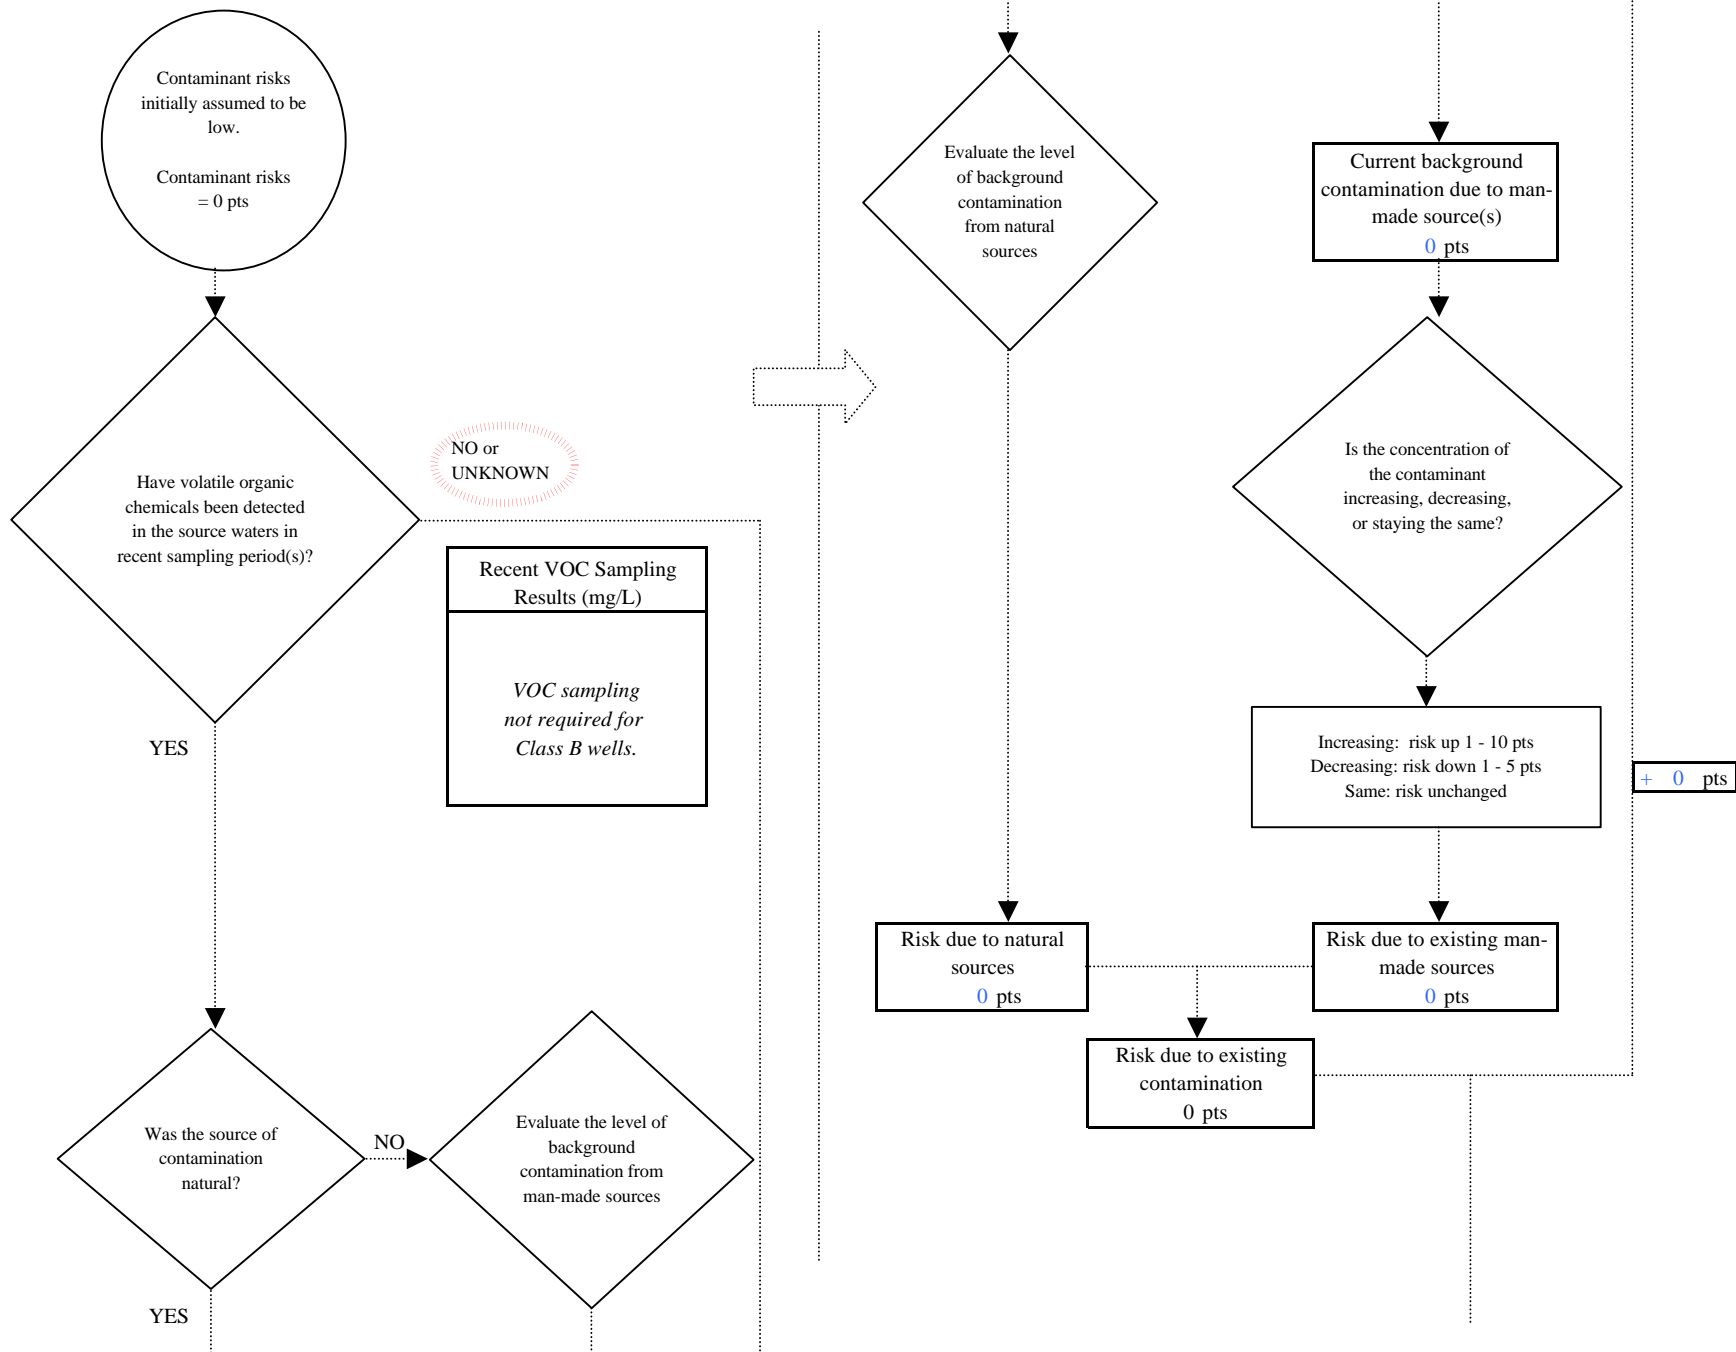 Contaminant risks
initially assumed to be
low.
Contaminant risks
= 0 pts
Have volatile organic
chemicals been detected
in the source waters in
recent sampling period(s)?
NO or
UNKNOWN
Recent VOC Sampling
Results (mg/L)
VOC sampling
not required for
Class B wells.
YES
Was the source of
contamination
natural?
NO
Evaluate the level of
background
contamination from
man-made sources
YES
Evaluate the level
of background
contamination
from natural
sources
Current background
contamination due to man-
made source(s)
0 pts
Is the concentration of
the contaminant
increasing, decreasing,
or staying the same?
Increasing: risk up 1 - 10 pts
Decreasing: risk down 1 - 5 pts
Same: risk unchanged
+ 0 pts
Risk due to natural
sources
0 pts
Risk due to existing man-
made sources
0 pts
Risk due to existing
contamination
0 pts